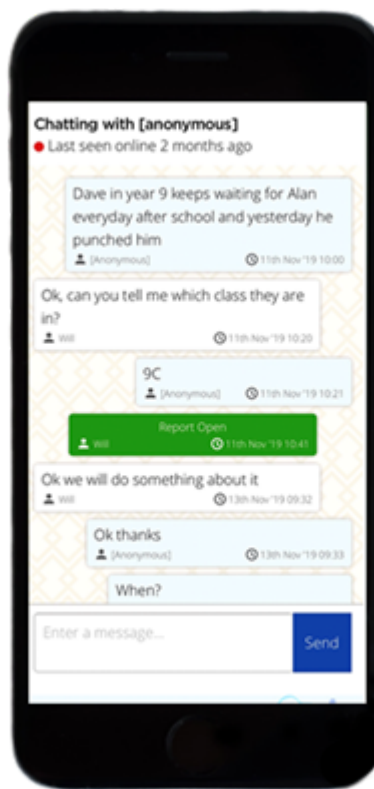 Chatting with [anonymous]
Last seen online 2 months ago
Dave in year 9 keeps waiting for Alan
everyday after school and yesterday he
punched him
[Anonymous] 11th Nov '19 10:00
Ok, can you tell me which class they are
in?
Will 11th Nov '19 10:20
9C
[Anonymous] 11th Nov '19 10:21
Report Open
Will 11th Nov '19 10:41
Ok we will do something about it
Will 13th Nov '19 09:32
Ok thanks
[Anonymous] 13th Nov '19 09:33
When?
Enter a message...
Send